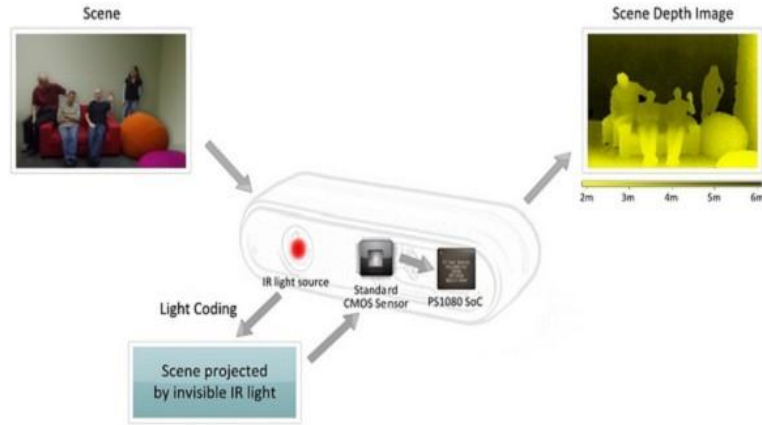 Scene
Scene Depth Image
2m 3m 4m 5m 6m
IR light source
Standard
CMOS Sensor
PS1080 SoC
Light Coding
Scene projected
by invisible IR light